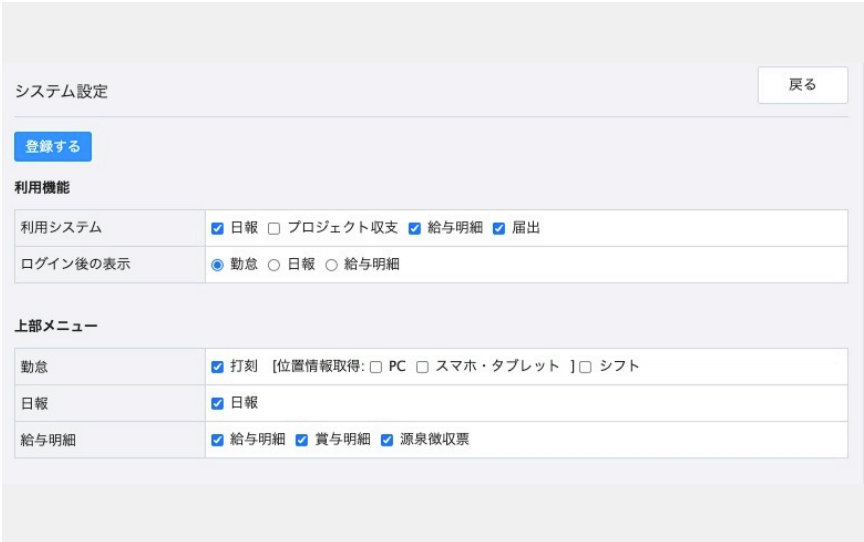 システム設定
戻る
登録する
利用機能
利用システム 日報 プロジェクト収支 給与明細 届出
ログイン後の表示 勤怠 日報 給与明細
上部メニュー
勤怠 打刻 [位置情報取得: PC スマホ・タブレット ] シフト
日報 日報
給与明細 給与明細 賞与明細 源泉徴収票